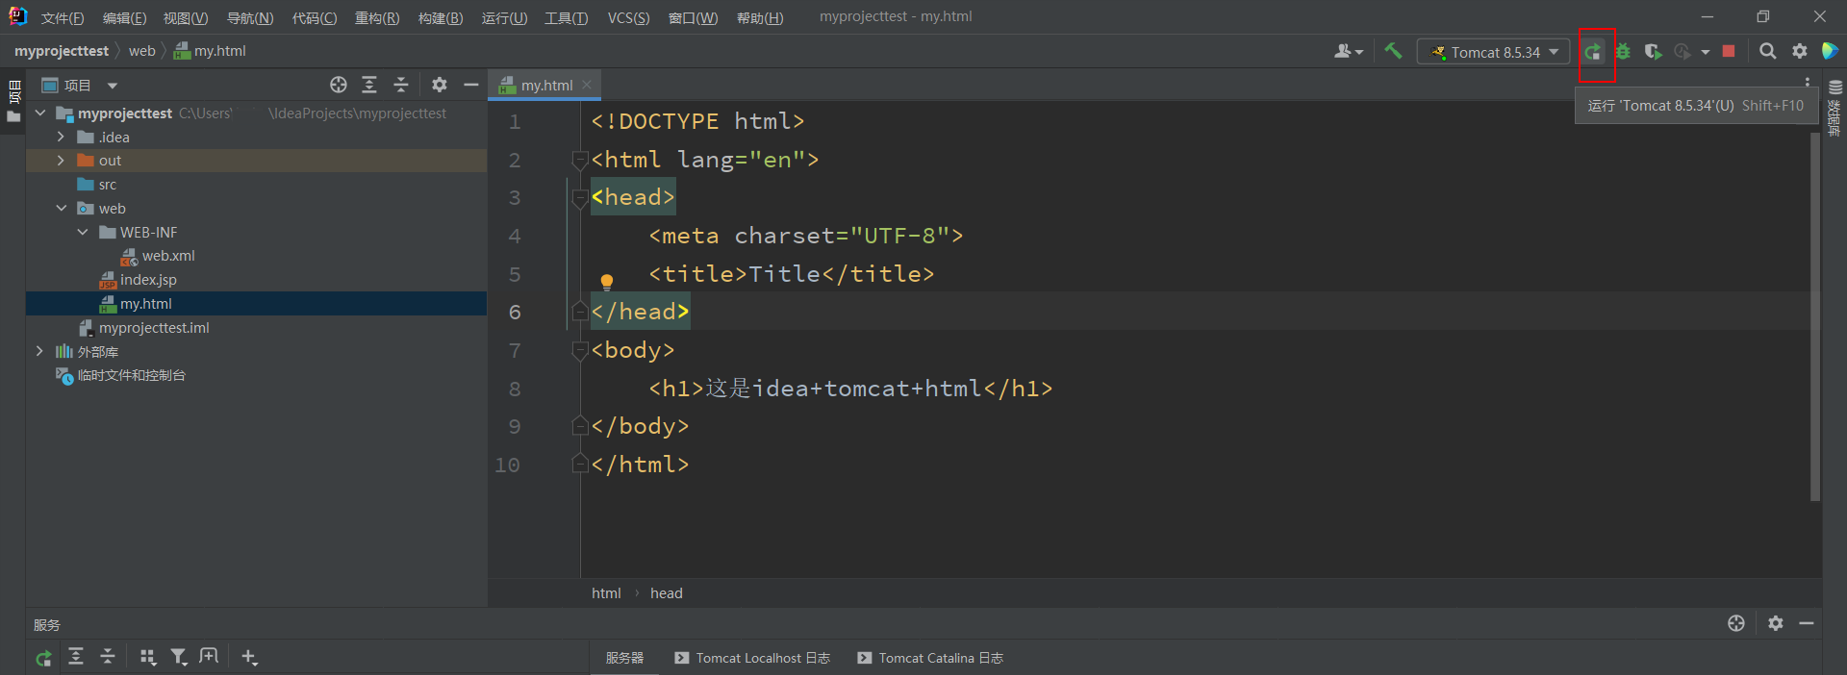 文件(F) 编辑(E) 视图(V) 导航(N) 代码(C) 重构(R) 构建(B) 运行(U) 工具(T) VCS(S) 窗口(W) 帮助(H) myprojecttest - my.html
myprojecttest web my.html Tomcat 8.5.34
项目
项目
my.html
运行 'Tomcat 8.5.34'(U) Shift+F10
数据库
myprojecttest C:\Users\ \IdeaProjects\myprojecttest
.idea
out
src
web
WEB-INF
web.xml
index.jsp
my.html
myprojecttest.iml
外部库
临时文件和控制台
1 <!DOCTYPE html>
2 <html lang="en">
3 <head>
4 <meta charset="UTF-8">
5 <title>Title</title>
6 </head>
7 <body>
8 <h1>这是idea+tomcat+html</h1>
9 </body>
10 </html>
html › head
服务
服务器 Tomcat Localhost 日志 Tomcat Catalina 日志